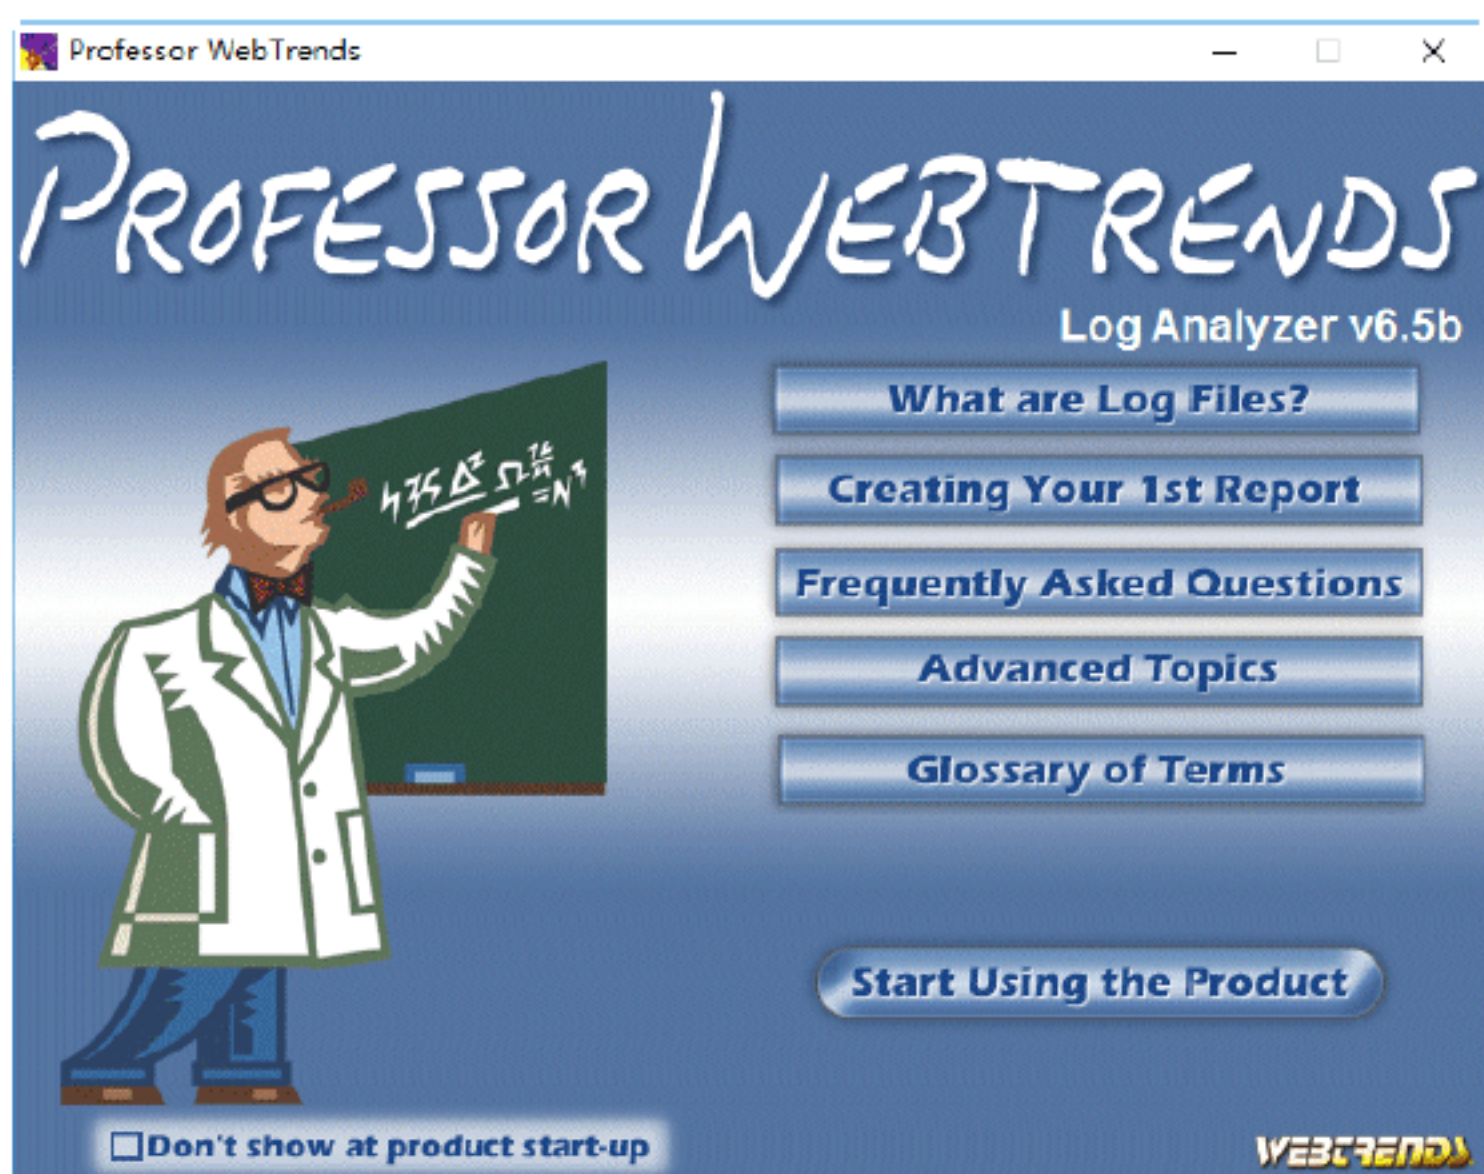 Professor WebTrends
PROFESSOR WEBTRENDS
Log Analyzer v6.5b
What are Log Files?
Creating Your 1st Report
Frequently Asked Questions
Advanced Topics
Glossary of Terms
Start Using the Product
Don't show at product start-up
WEBTRENDS